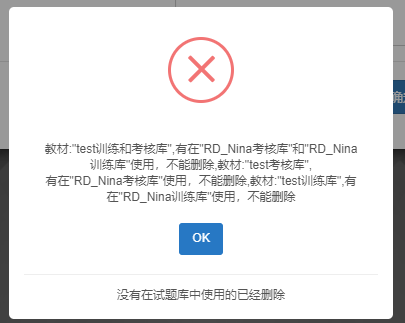 教材:"test训练和考核库",有在"RD_Nina考核库"和"RD_Nina
训练库"使用，不能删除,教材:"test考核库",
有在"RD_Nina考核库"使用，不能删除,教材:"test训练库",有
在"RD_Nina训练库"使用，不能删除
OK
没有在试题库中使用的已经删除